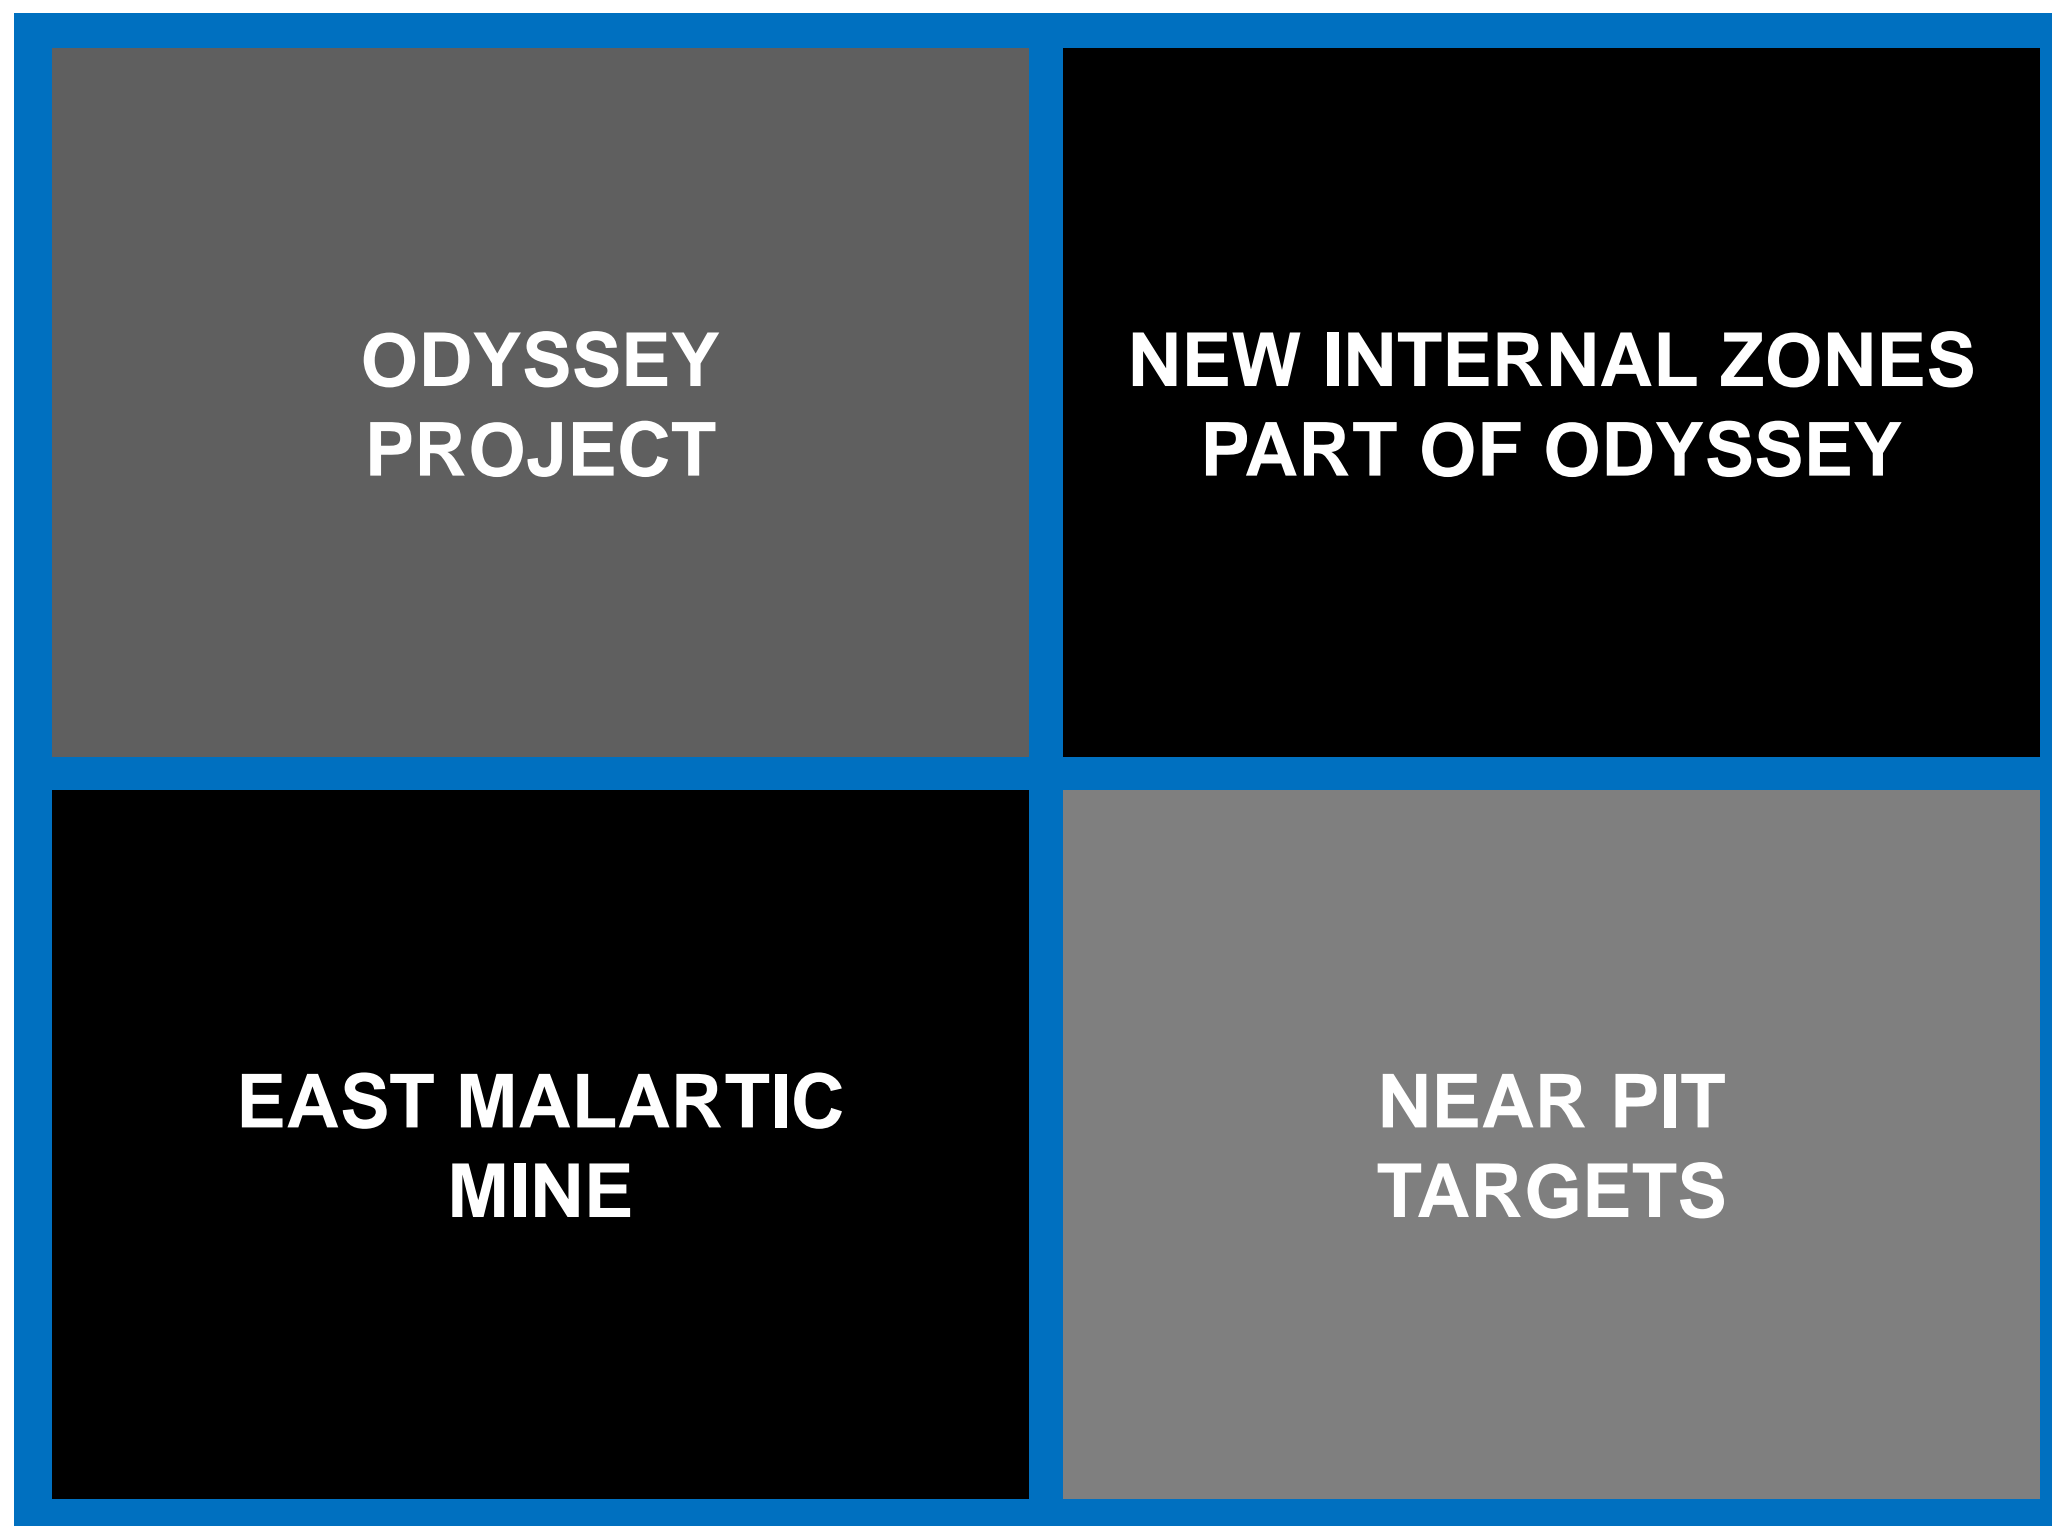 ODYSSEY
PROJECT
NEW INTERNAL ZONES
PART OF ODYSSEY
EAST MALARTIC
MINE
NEAR PIT
TARGETS